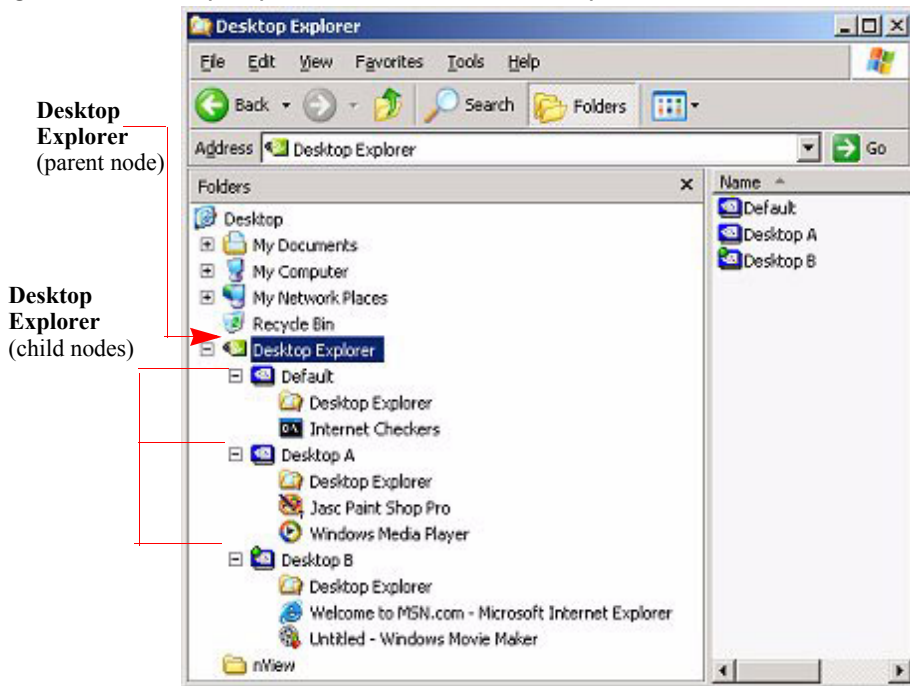 Desktop Explorer
File Edit View Favorites Tools Help
Back Search Folders
Address Desktop Explorer Go
Desktop
Explorer
(parent node)
Folders
Desktop
My Documents
My Computer
My Network Places
Recycle Bin
Desktop Explorer
Default
Desktop Explorer
Internet Checkers
Desktop A
Desktop Explorer
Jasc Paint Shop Pro
Windows Media Player
Desktop B
Desktop Explorer
Welcome to MSN.com - Microsoft Internet Explorer
Untitled - Windows Movie Maker
nView
Name
Default
Desktop A
Desktop B
Desktop
Explorer
(child nodes)